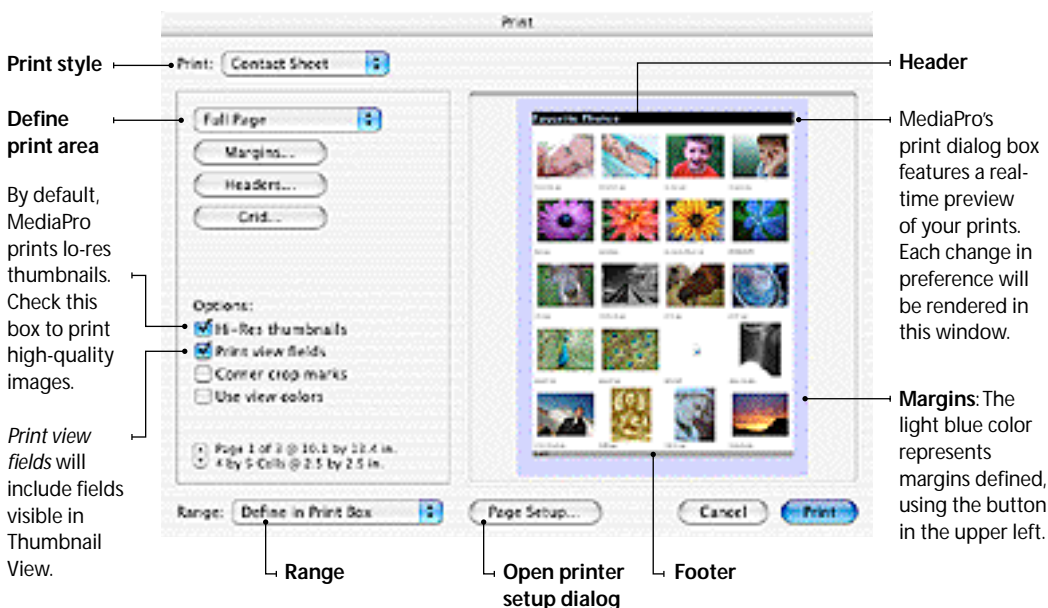 Print
Print style
Print:
Contact Sheet
Define
print area
Full Page
Margins...
Headers...
Grid...
By default,
MediaPro
prints lo-res
thumbnails.
Check this
box to print
high-quality
images.
Print view
fields will
include fields
visible in
Thumbnail
View.
Options:
Hi-Res thumbnails
Print view fields
Corner crop marks
Use view colors
Page 1 of 3 @ 10.1 by 13.4 in.
4 by 5 Cells @ 2.5 by 2.5 in.
Range:
Define in Print Box
Page Setup...
Cancel
Print
Range
Open printer
setup dialog
Footer
Favorite Photos
Header
MediaPro’s
print dialog box
features a real-
time preview
of your prints.
Each change in
preference will
be rendered in
this window.
Margins: The
light blue color
represents
margins defined,
using the button
in the upper left.